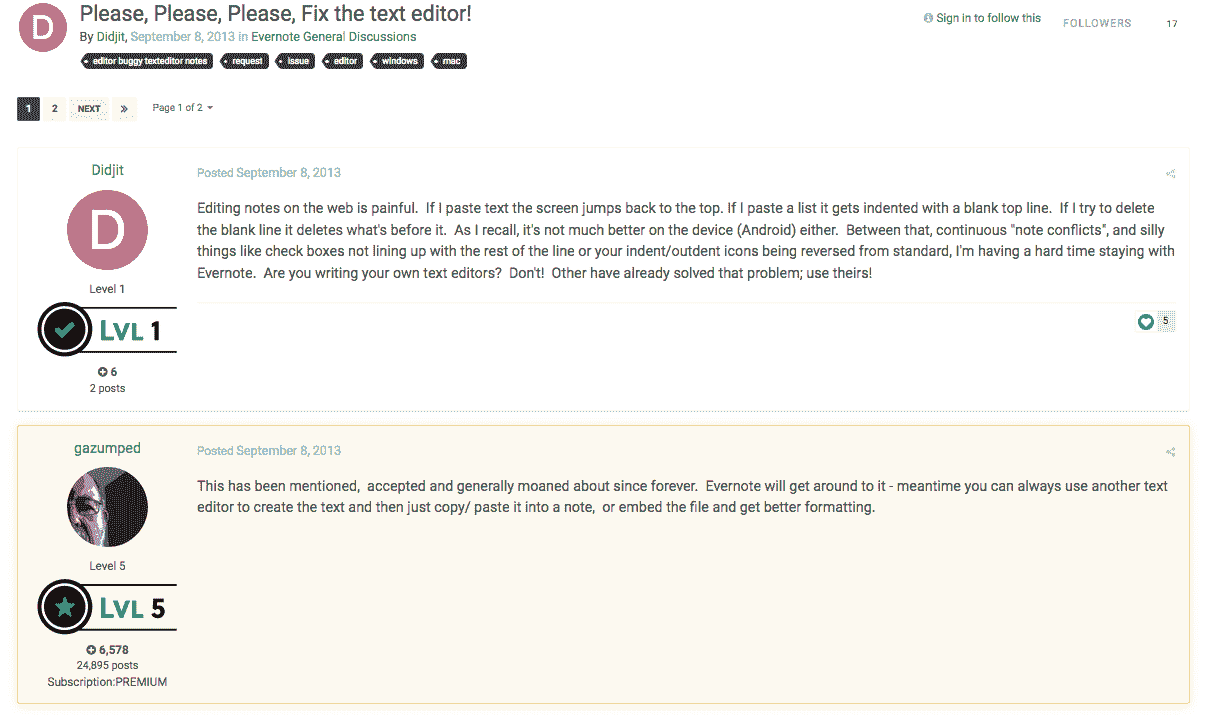 D
Please, Please, Please, Fix the text editor!
By Didjit, September 8, 2013 in Evernote General Discussions
Sign in to follow this
FOLLOWERS 17
editor buggy texteditor notes request issue editor windows mac
1 2 NEXT » Page 1 of 2
Didjit
D
Level 1
LVL 1
6
2 posts
Posted September 8, 2013
Editing notes on the web is painful.  If I paste text the screen jumps back to the top. If I paste a list it gets indented with a blank top line.  If I try to delete
the blank line it deletes what's before it.  As I recall, it's not much better on the device (Android) either.  Between that, continuous "note conflicts", and silly
things like check boxes not lining up with the rest of the line or your indent/outdent icons being reversed from standard, I'm having a hard time staying with
Evernote.  Are you writing your own text editors?  Don't!  Other have already solved that problem; use theirs!
5
gazumped
Level 5
LVL 5
6,578
24,895 posts
Subscription:PREMIUM
Posted September 8, 2013
This has been mentioned,  accepted and generally moaned about since forever.  Evernote will get around to it - meantime you can always use another text
editor to create the text and then just copy/ paste it into a note,  or embed the file and get better formatting.